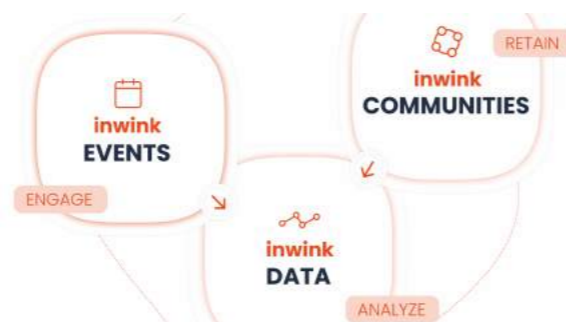 inwink
EVENTS
ENGAGE
RETAIN
inwink
COMMUNITIES
inwink
DATA
ANALYZE